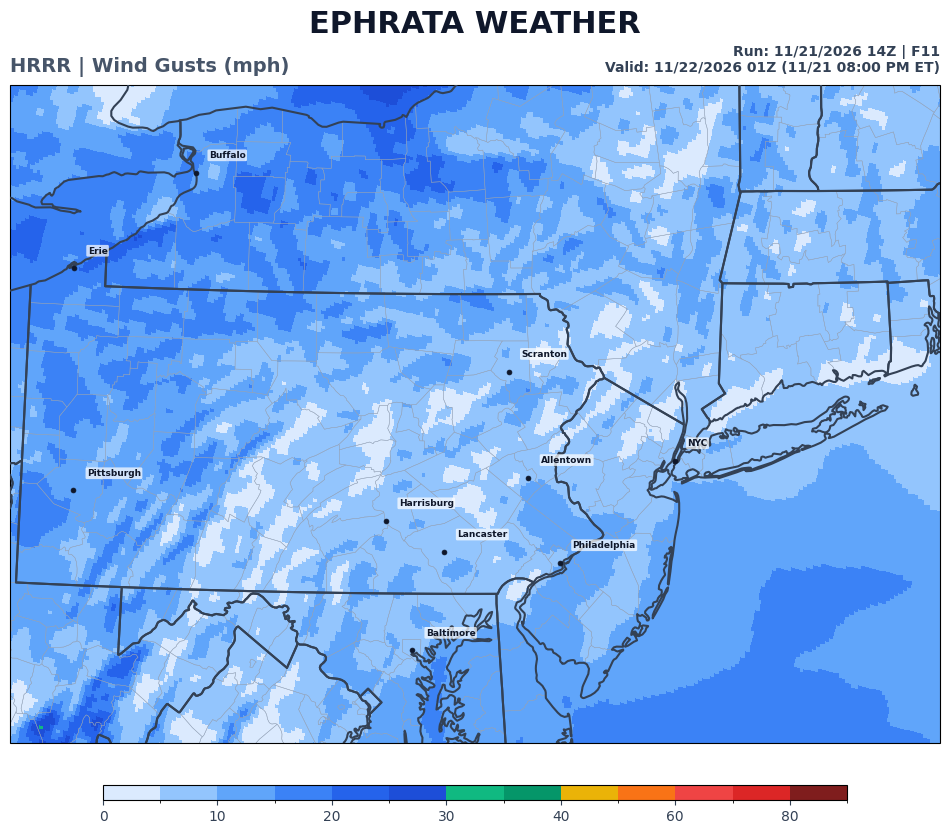 EPHRATA WEATHER
HRRR | Wind Gusts (mph)
Run: 11/21/2026 14Z | F11
Valid: 11/22/2026 01Z (11/21 08:00 PM ET)
Buffalo
Erie
Scranton
NYC
Allentown
Pittsburgh
Harrisburg
Lancaster
Philadelphia
Baltimore
0 10 20 30 40 60 80